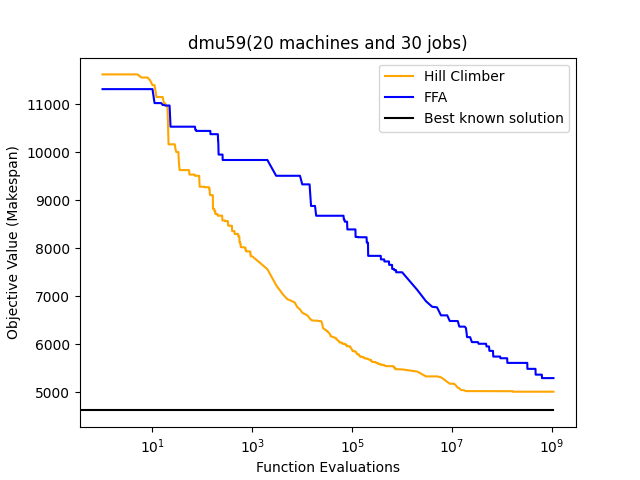 dmu59(20 machines and 30 jobs)
Hill Climber
FFA
Best known solution
Objective Value (Makespan)
11000
10000
9000
8000
7000
6000
5000
10^1 10^3 10^5 10^7 10^9
Function Evaluations